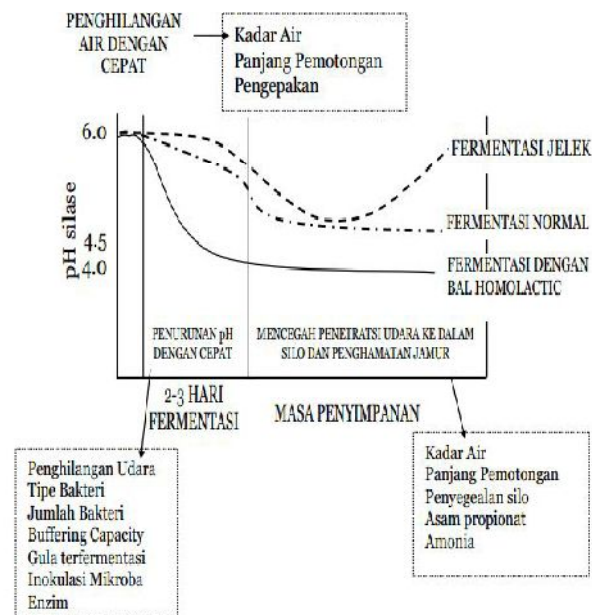 PENGHILANGAN
AIR DENGAN
CEPAT
Kadar Air
Panjang Pemotongan
Pengepakan
6.0
4.5
4.0
pH silase
FERMENTASI JELEK
FERMENTASI NORMAL
FERMENTASI DENGAN
BAL HOMOLACTIC
PENURUNAN pH
DENGAN CEPAT
MENCEGAH PENETRATSI UDARA KE DALAM
SILO DAN PENGHAMATAN JAMUR
2-3 HARI
FERMENTASI
MASA PENYIMPANAN
Penghilangan Udara
Tipe Bakteri
Jumlah Bakteri
Buffering Capacity
Gula terfermentasi
Inokulasi Mikroba
Enzim
Kadar Air
Panjang Pemotongan
Penyegealan silo
Asam propionat
Amonia